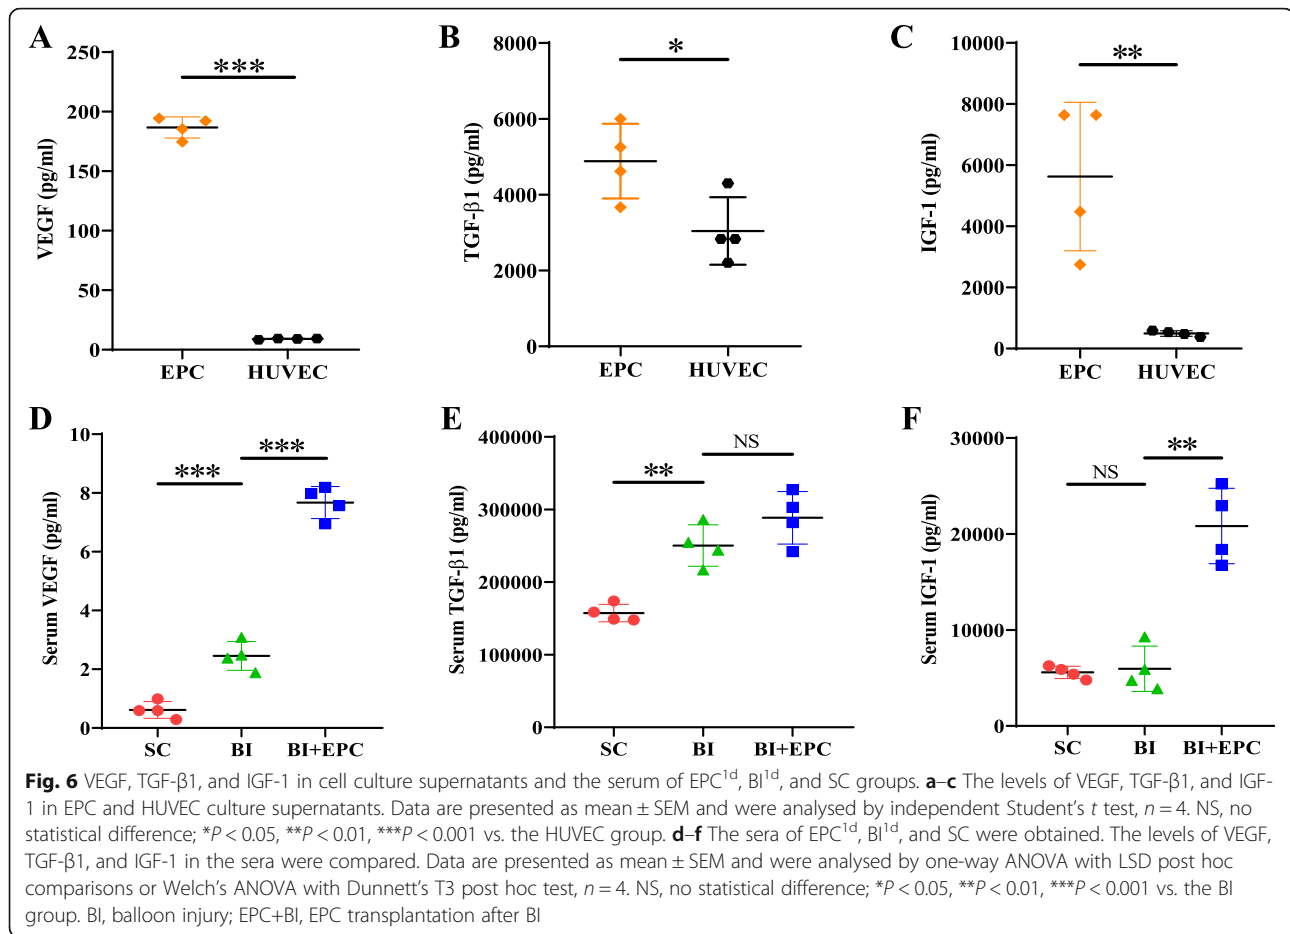 A
250
200
150
100
50
0
VEGF (pg/ml)
***
EPC HUVEC
B
8000
6000
4000
2000
0
TGF-β1 (pg/ml)
*
EPC HUVEC
C
10000
8000
6000
4000
2000
0
IGF-1 (pg/ml)
**
EPC HUVEC
D
10
8
6
4
2
0
Serum VEGF (pg/ml)
***
***
SC BI BI+EPC
E
400000
300000
200000
100000
0
Serum TGF-β1 (pg/ml)
**
NS
SC BI BI+EPC
F
30000
20000
10000
0
Serum IGF-1 (pg/ml)
NS
**
SC BI BI+EPC
Fig. 6 VEGF, TGF-β1, and IGF-1 in cell culture supernatants and the serum of EPC1d, BI1d, and SC groups. a–c The levels of VEGF, TGF-β1, and IGF-
1 in EPC and HUVEC culture supernatants. Data are presented as mean ± SEM and were analysed by independent Student's t test, n = 4. NS, no
statistical difference; *P < 0.05, **P < 0.01, ***P < 0.001 vs. the HUVEC group. d–f The sera of EPC1d, BI1d, and SC were obtained. The levels of VEGF,
TGF-β1, and IGF-1 in the sera were compared. Data are presented as mean ± SEM and were analysed by one-way ANOVA with LSD post hoc
comparisons or Welch's ANOVA with Dunnett's T3 post hoc test, n = 4. NS, no statistical difference; *P < 0.05, **P < 0.01, ***P < 0.001 vs. the BI
group. BI, balloon injury; EPC+BI, EPC transplantation after BI